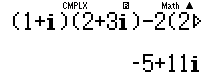 CMPLX R Math ▲
(1+i)(2+3i)-2(2▷
-5+11i